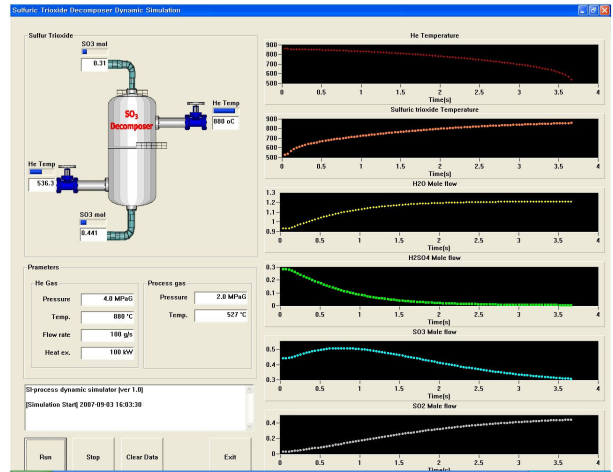 Sulfuric Trioxide Decomposer Dynamic Simulation
Sulfur Trioxide
SO3 mol
0.31
SO3
Decomposer
He Temp
880 oC
He Temp
536.3
SO3 mol
0.441
Prameters
He Gas
Pressure 4.0 MPaG
Temp. 880 °C
Flow rate 100 g/s
Heat ex. 100 kW
Process gas
Pressure 2.0 MPaG
Temp. 527 °C
SI-process dynamic simulator (ver 1.0)
[Simulation Start] 2007-09-03 16:03:30
Run Stop Clear Data Exit
He Temperature
900
800
700
600
500
0 0.5 1 1.5 2 2.5 3 3.5 4
Time(s)
Sulfuric trioxide Temperature
900
800
700
600
500
0 0.5 1 1.5 2 2.5 3 3.5 4
Time(s)
H2O Mole flow
1.3
1.2
1.1
1
0.9
0 0.5 1 1.5 2 2.5 3 3.5 4
Time(s)
H2SO4 Mole flow
0.3
0.2
0.1
0
0 0.5 1 1.5 2 2.5 3 3.5 4
Time(s)
SO3 Mole flow
0.5
0.4
0.3
0 0.5 1 1.5 2 2.5 3 3.5 4
Time(s)
SO2 Mole flow
0.4
0.2
0
0 0.5 1 1.5 2 2.5 3 3.5 4
Time(s)